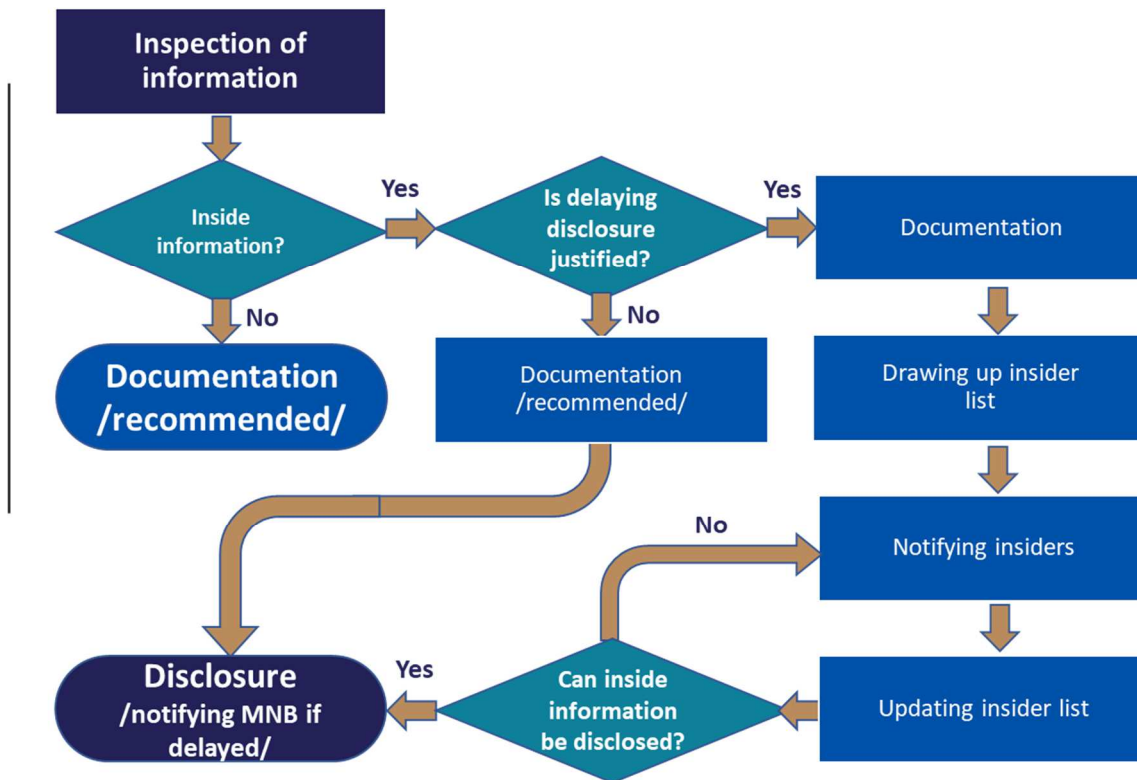 Inspection of
information
Inside
information?
Yes
Is delaying
disclosure
justified?
Yes
Documentation
No
Documentation
/recommended/
No
Documentation
/recommended/
Drawing up insider
list
No
Notifying insiders
Disclosure
/notifying MNB if
delayed/
Yes
Can inside
information
be disclosed?
Updating insider list